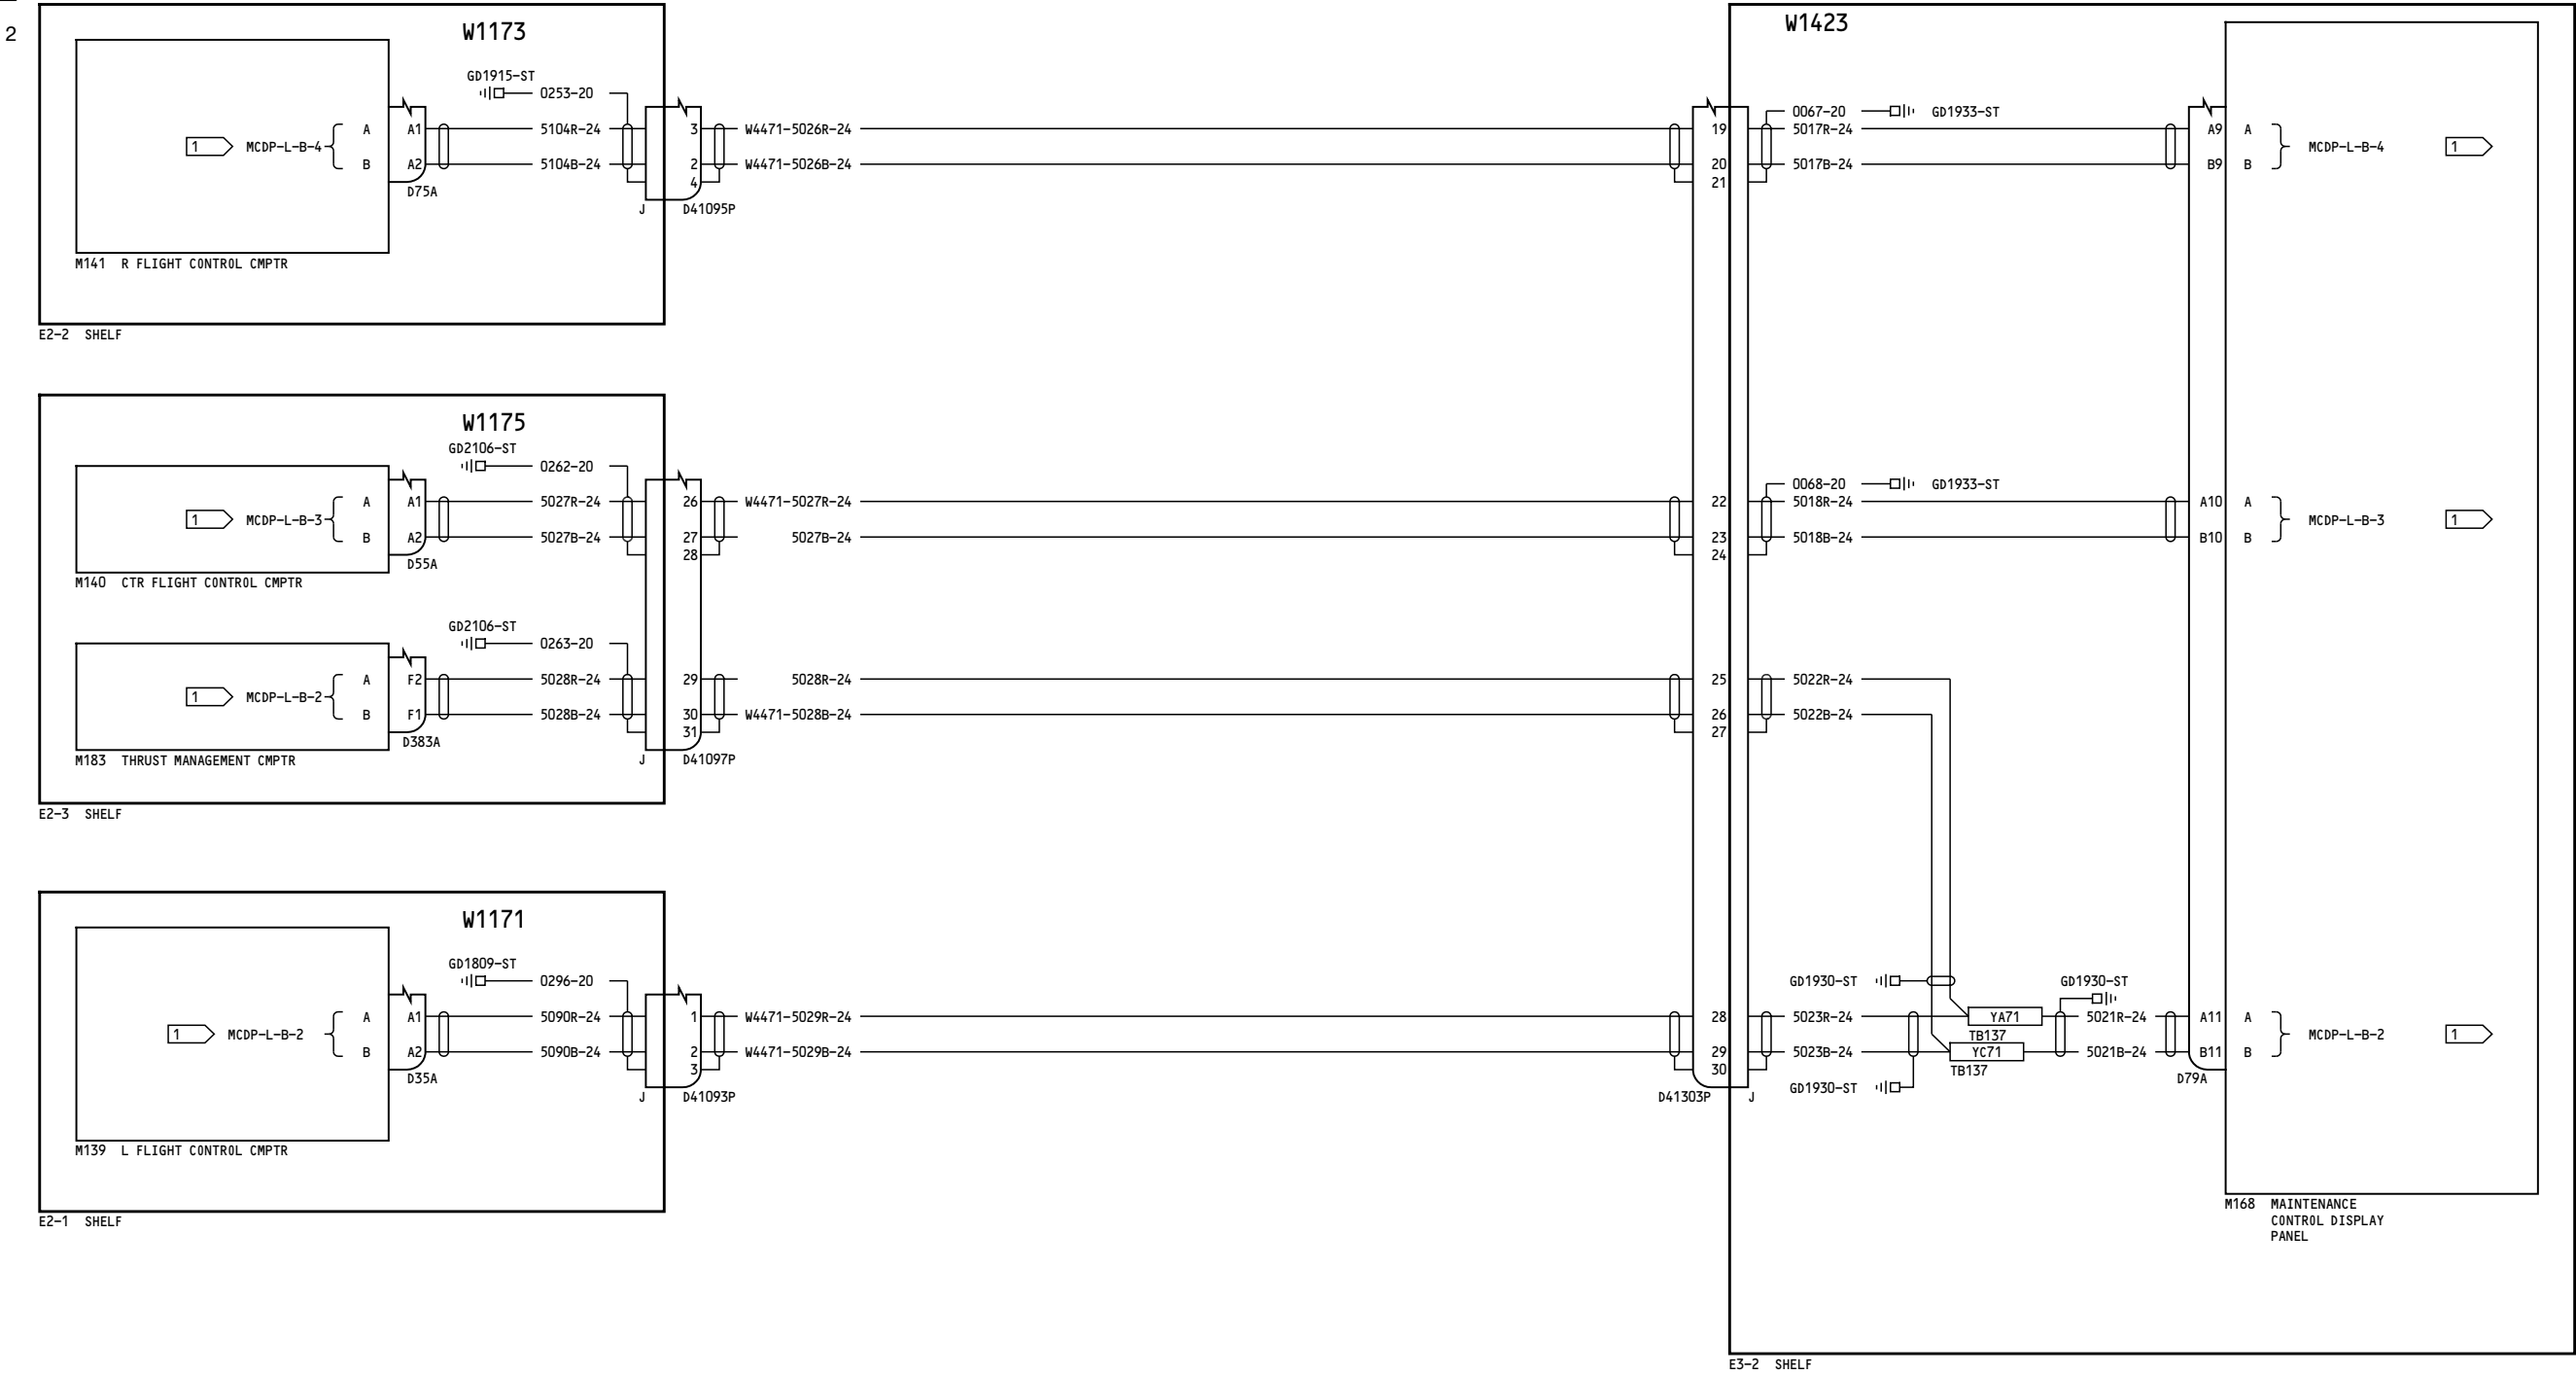 2
W1173
GD1915-ST
0253-20
1 MCDP-L-B-4 A A1 5104R-24 3 W4471-5026R-24
B A2 5104B-24 2 W4471-5026B-24
4
D75A
J D41095P
M141 R FLIGHT CONTROL CMPTR
E2-2 SHELF
W1175
GD2106-ST
0262-20
1 MCDP-L-B-3 A A1 5027R-24 26 W4471-5027R-24
B A2 5027B-24 27 5027B-24
28
D55A
M140 CTR FLIGHT CONTROL CMPTR
GD2106-ST
0263-20
1 MCDP-L-B-2 A F2 5028R-24 29 5028R-24
B F1 5028B-24 30 W4471-5028B-24
31
D383A
J D41097P
M183 THRUST MANAGEMENT CMPTR
E2-3 SHELF
W1171
GD1809-ST
0296-20
1 MCDP-L-B-2 A A1 5090R-24 1 W4471-5029R-24
B A2 5090B-24 2 W4471-5029B-24
3
D35A
J D41093P
M139 L FLIGHT CONTROL CMPTR
E2-1 SHELF
W1423
0067-20 GD1933-ST
19 5017R-24 A9 A MCDP-L-B-4 1
20 5017B-24 B9 B
21
0068-20 GD1933-ST
22 5018R-24 A10 A MCDP-L-B-3 1
23 5018B-24 B10 B
24
25 5022R-24
26 5022B-24
27
GD1930-ST GD1930-ST
28 5023R-24 YA71 5021R-24 A11 A MCDP-L-B-2 1
TB137
29 5023B-24 YC71 5021B-24 B11 B
30 TB137
D79A
GD1930-ST
D41303P J
M168 MAINTENANCE
CONTROL DISPLAY
PANEL
E3-2 SHELF